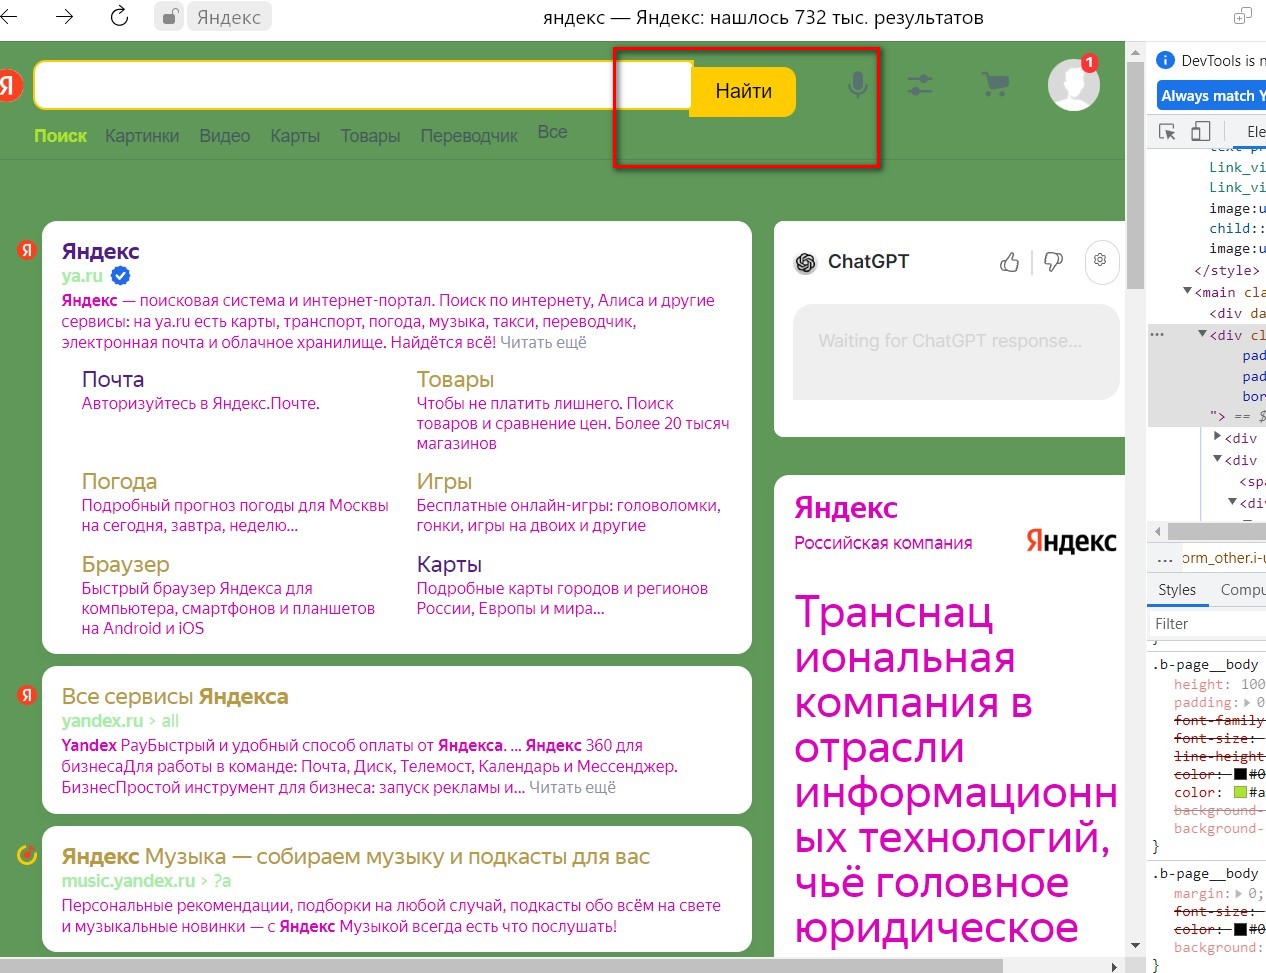 Яндекс
яндекс — Яндекс: нашлось 732 тыс. результатов
Я
Найти
1
Поиск Картинки Видео Карты Товары Переводчик Все
Я
Яндекс
ya.ru
Яндекс — поисковая система и интернет-портал. Поиск по интернету, Алиса и другие
сервисы: на ya.ru есть карты, транспорт, погода, музыка, такси, переводчик,
электронная почта и облачное хранилище. Найдётся всё! Читать ещё
Почта
Авторизуйтесь в Яндекс.Почте.
Товары
Чтобы не платить лишнего. Поиск
товаров и сравнение цен. Более 20 тысяч
магазинов
Погода
Подробный прогноз погоды для Москвы
на сегодня, завтра, неделю...
Игры
Бесплатные онлайн-игры: головоломки,
гонки, игры на двоих и другие
Браузер
Быстрый браузер Яндекса для
компьютера, смартфонов и планшетов
на Android и iOS
Карты
Подробные карты городов и регионов
России, Европы и мира...
Я
Все сервисы Яндекса
yandex.ru › all
Yandex PayБыстрый и удобный способ оплаты от Яндекса. ... Яндекс 360 для
бизнесаДля работы в команде: Почта, Диск, Телемост, Календарь и Мессенджер.
БизнесПростой инструмент для бизнеса: запуск рекламы и... Читать ещё
Яндекс Музыка — собираем музыку и подкасты для вас
music.yandex.ru › ?a
Персональные рекомендации, подборки на любой случай, подкасты обо всём на свете
и музыкальные новинки — с Яндекс Музыкой всегда есть что послушать!
ChatGPT
Waiting for ChatGPT response...
Яндекс
Российская компания
Яндекс
Транснац
иональная
компания в
отрасли
информационн
ых технологий,
чьё головное
юридическое
DevTools is n
Always match Y
Ele
Link_vi
Link_vi
image:u
child::
image:u
</style>
<main cla
<div da
<div cl
pad
pad
bor
"> == $
<div
<div
<spa
<di
... orm_other.i-u
Styles Compu
Filter
}
.b-page__body
height: 100
padding: 0
font-family
font-size:
line-height
color: #0
color: #a
background-
background-
}
.b-page__body
margin: 0;
font-size:
color: #0
background:
}